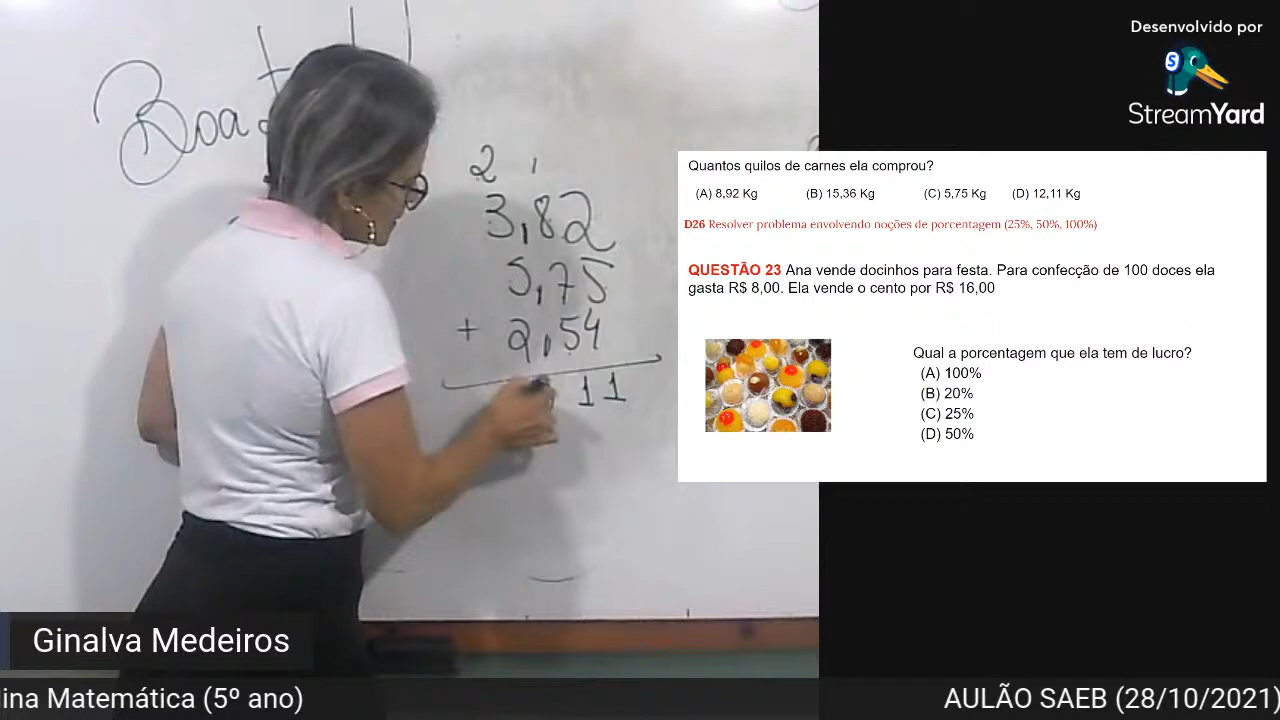 Boa
2 1
3,82
5,75
+ 2,54
11
Desenvolvido por
StreamYard
Quantos quilos de carnes ela comprou?
(A) 8,92 Kg (B) 15,36 Kg (C) 5,75 Kg (D) 12,11 Kg
D26 Resolver problema envolvendo noções de porcentagem (25%, 50%, 100%)
QUESTÃO 23 Ana vende docinhos para festa. Para confecção de 100 doces ela
gasta R$ 8,00. Ela vende o cento por R$ 16,00
Qual a porcentagem que ela tem de lucro?
(A) 100%
(B) 20%
(C) 25%
(D) 50%
Ginalva Medeiros
lina Matemática (5º ano)
AULÃO SAEB (28/10/2021)